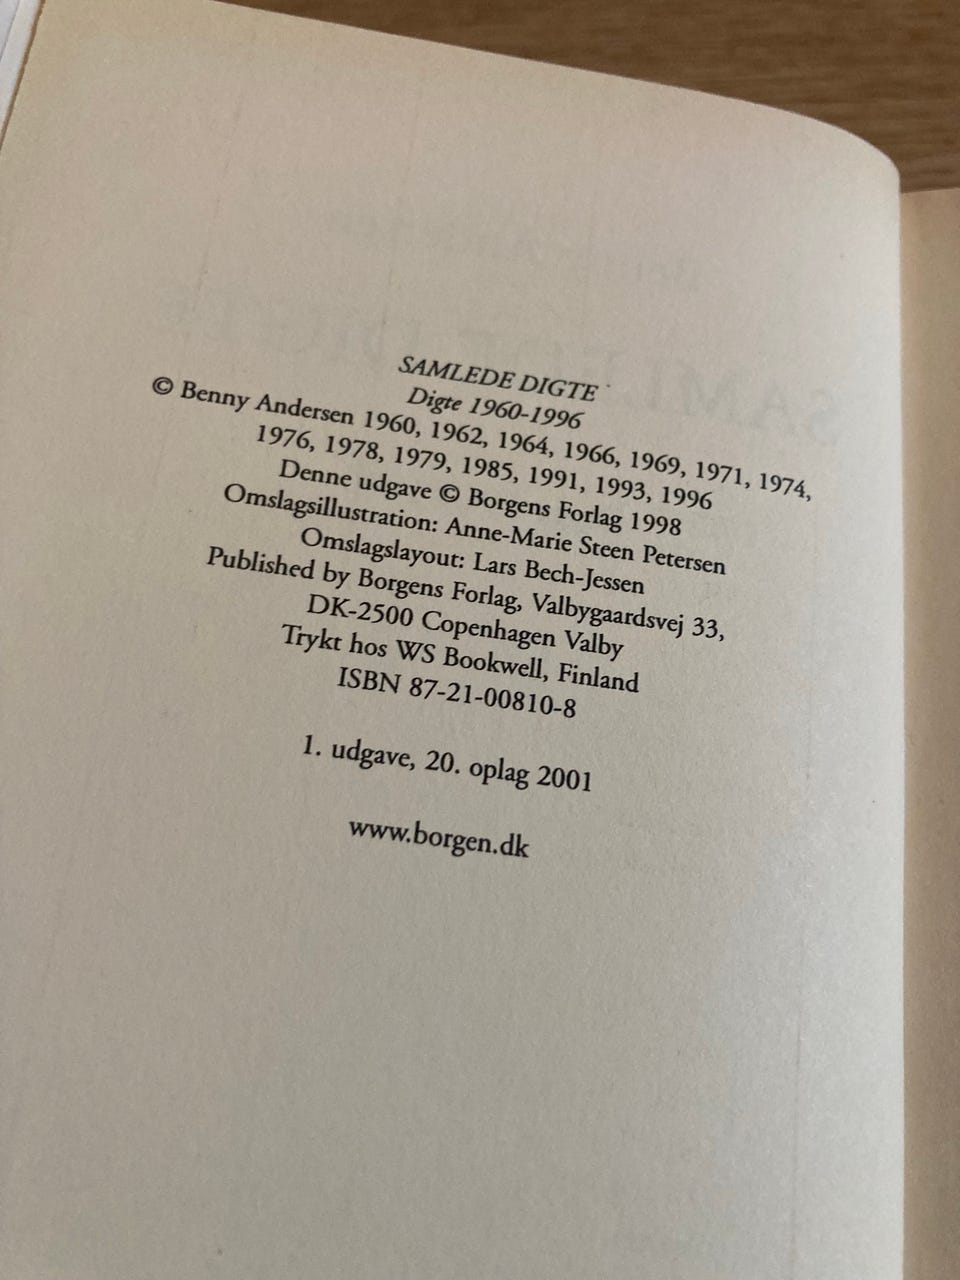 SAMLEDE DIGTE
Digte 1960-1996
© Benny Andersen 1960, 1962, 1964, 1966, 1969, 1971, 1974,
1976, 1978, 1979, 1985, 1991, 1993, 1996
Denne udgave © Borgens Forlag 1998
Omslagsillustration: Anne-Marie Steen Petersen
Omslagslayout: Lars Bech-Jessen
Published by Borgens Forlag, Valbygaardsvej 33,
DK-2500 Copenhagen Valby
Trykt hos WS Bookwell, Finland
ISBN 87-21-00810-8
1. udgave, 20. oplag 2001
www.borgen.dk